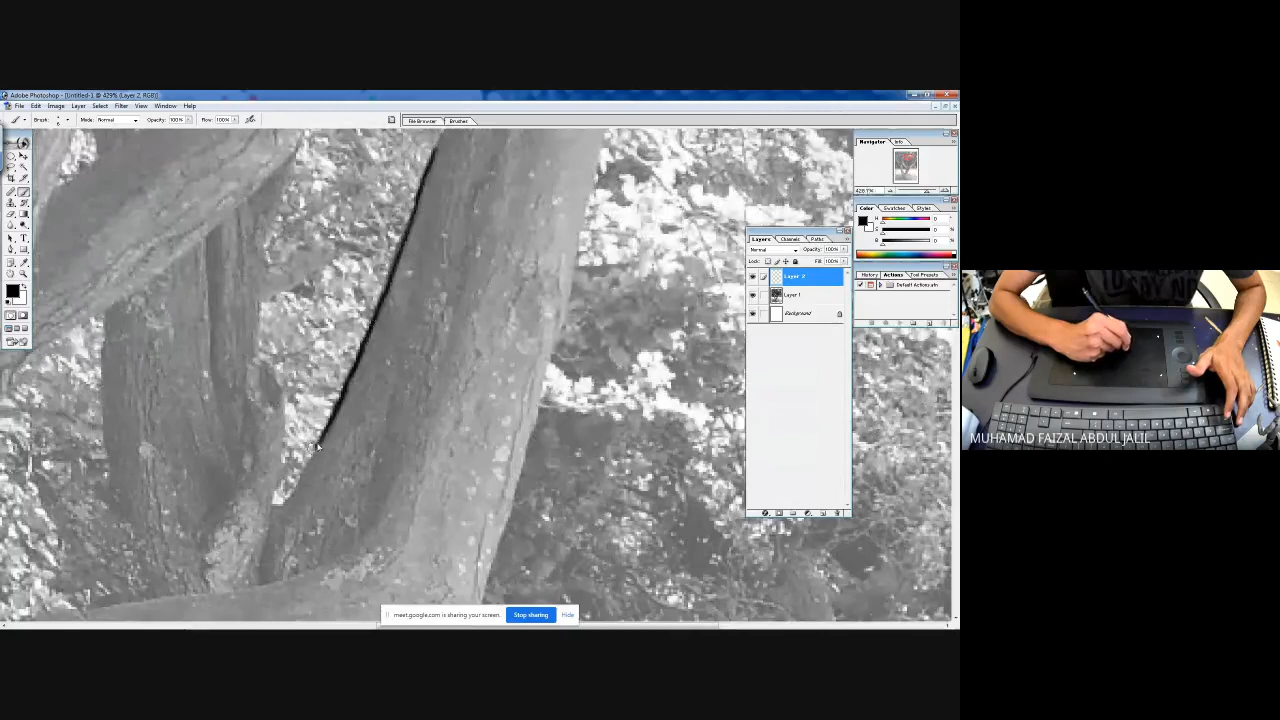 Adobe Photoshop - [Untitled-1 @ 429% (Layer 2, RGB)]
File Edit Image Layer Select Filter View Window Help
Brush: Mode: Normal Opacity: 100% Flow: 100%
File Browser Brushes
Navigator Info
Color Swatches Styles
H 0
S 0 %
B 0 %
History Actions Tool Presets
Default Actions.atn
Layers Channels Paths
Normal Opacity: 100%
Lock: Fill: 100%
Layer 2
Layer 1
Background
meet.google.com is sharing your screen. Stop sharing Hide
MUHAMAD FAIZAL ABDUL JALIL